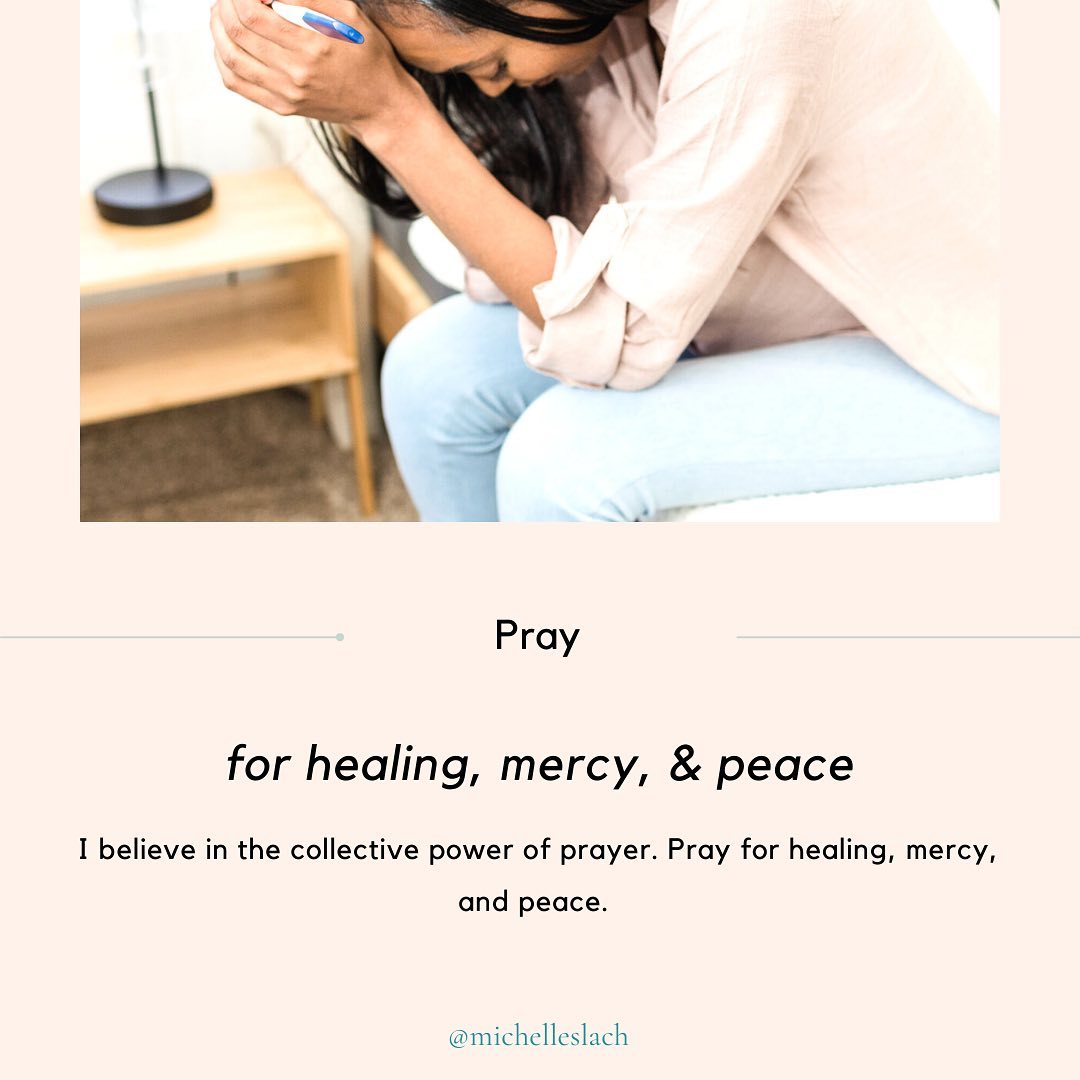 Pray
for healing, mercy, & peace
I believe in the collective power of prayer. Pray for healing, mercy,
and peace.
@michelleslach